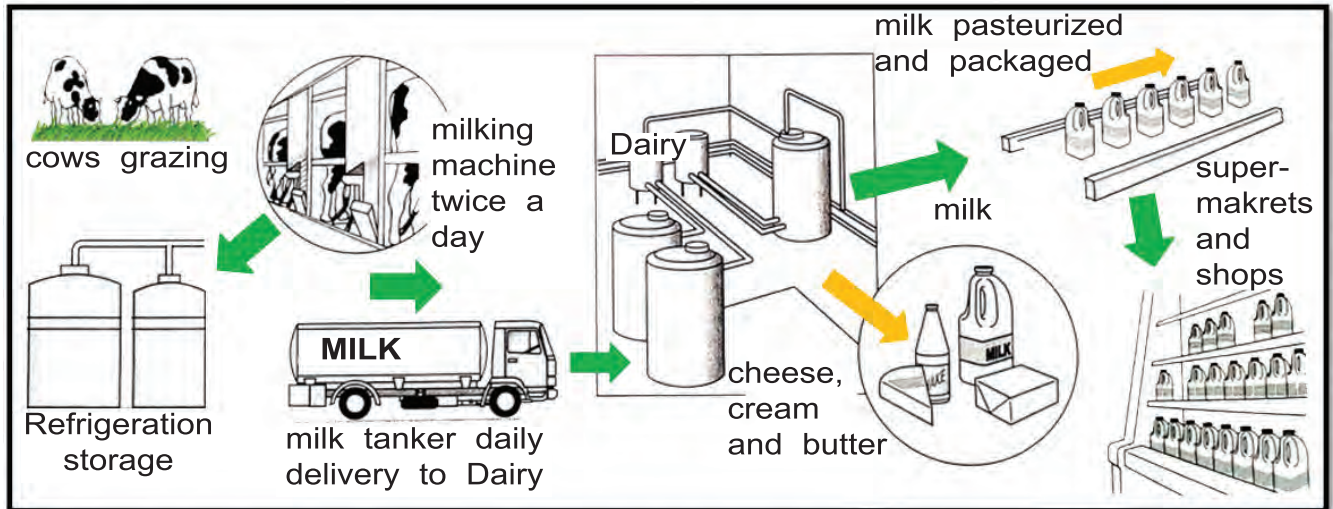 cows grazing
milking
machine
twice a
day
Refrigeration
storage
MILK
milk tanker daily
delivery to Dairy
Dairy
milk
cheese,
cream
and butter
MILK
milk pasteurized
and packaged
super-
makrets
and
shops